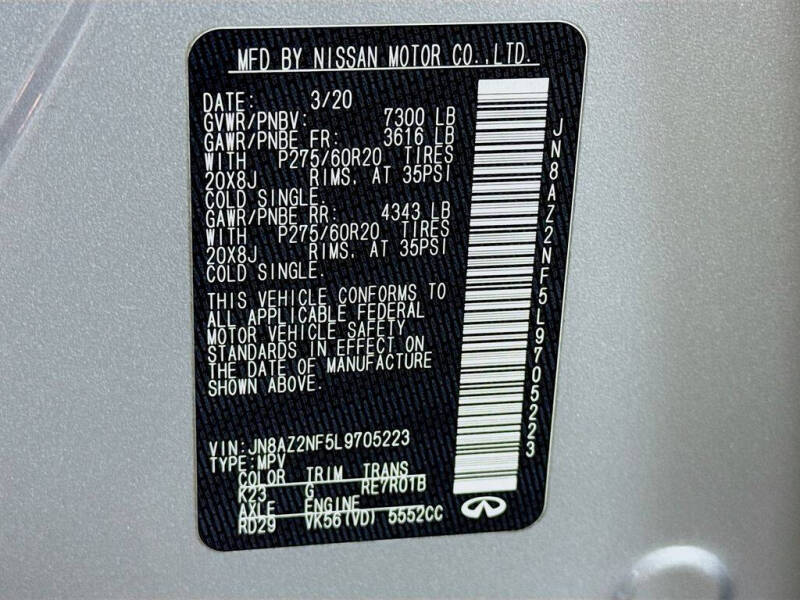 MFD BY NISSAN MOTOR CO.,LTD.
DATE: 3/20
GVWR/PNBV: 7300 LB
GAWR/PNBE FR: 3616 LB
WITH P275/60R20 TIRES
20X8J RIMS, AT 35PSI
COLD SINGLE.
GAWR/PNBE RR: 4343 LB
WITH P275/60R20 TIRES
20X8J RIMS, AT 35PSI
COLD SINGLE.
THIS VEHICLE CONFORMS TO
ALL APPLICABLE FEDERAL
MOTOR VEHICLE SAFETY
STANDARDS IN EFFECT ON
THE DATE OF MANUFACTURE
SHOWN ABOVE.
VIN:JN8AZ2NF5L9705223
TYPE:MPV
COLOR TRIM TRANS
K23 G RE7R01B
AXLE ENGINE
RD29 VK56(VD) 5552CC
JN8AZ2NF5L9705223